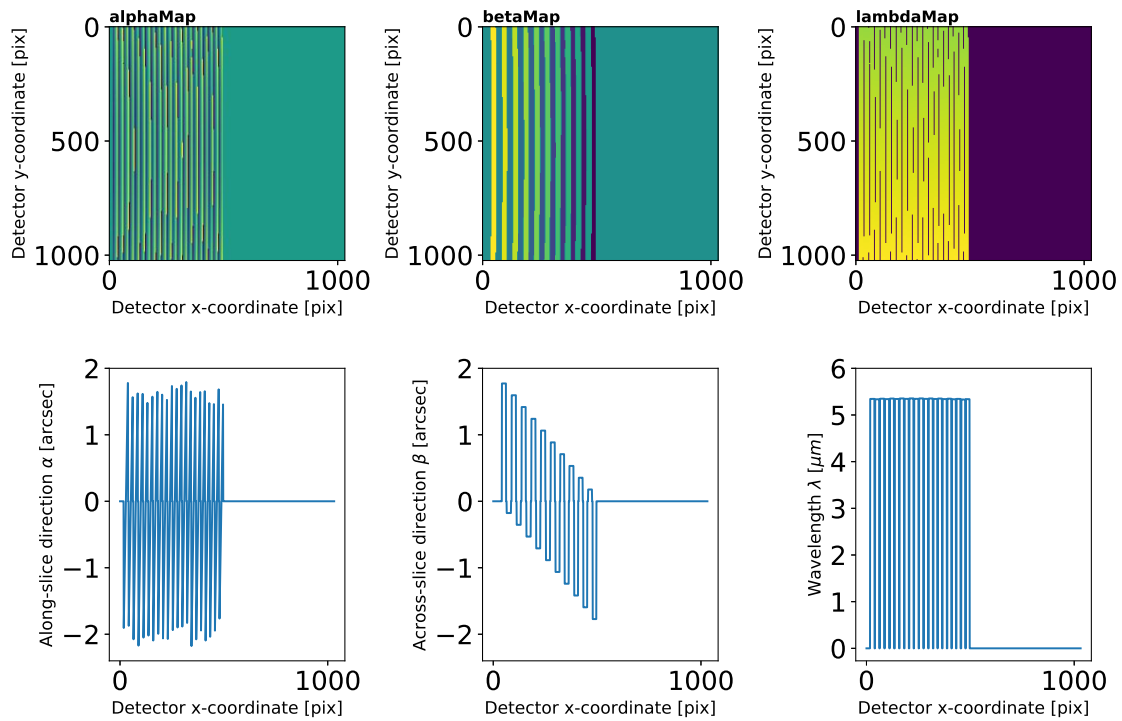 alphaMap
0
500
1000
Detector y-coordinate [pix]
0 1000
Detector x-coordinate [pix]
betaMap
0
500
1000
Detector y-coordinate [pix]
0 1000
Detector x-coordinate [pix]
lambdaMap
0
500
1000
Detector y-coordinate [pix]
0 1000
Detector x-coordinate [pix]
2
1
0
−1
−2
Along-slice direction α [arcsec]
0 1000
Detector x-coordinate [pix]
2
1
0
−1
−2
Across-slice direction β [arcsec]
0 1000
Detector x-coordinate [pix]
6
5
4
3
2
1
0
Wavelength λ [μm]
0 1000
Detector x-coordinate [pix]